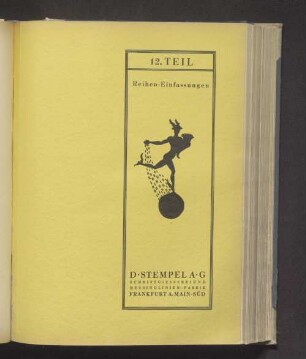 12. TEIL
Reihen-Einfassungen
D·STEMPEL A·G
SCHRIFTGIESSEREI UND
MESSINGLINIEN-FABRIK
FRANKFURT A. MAIN-SÜD